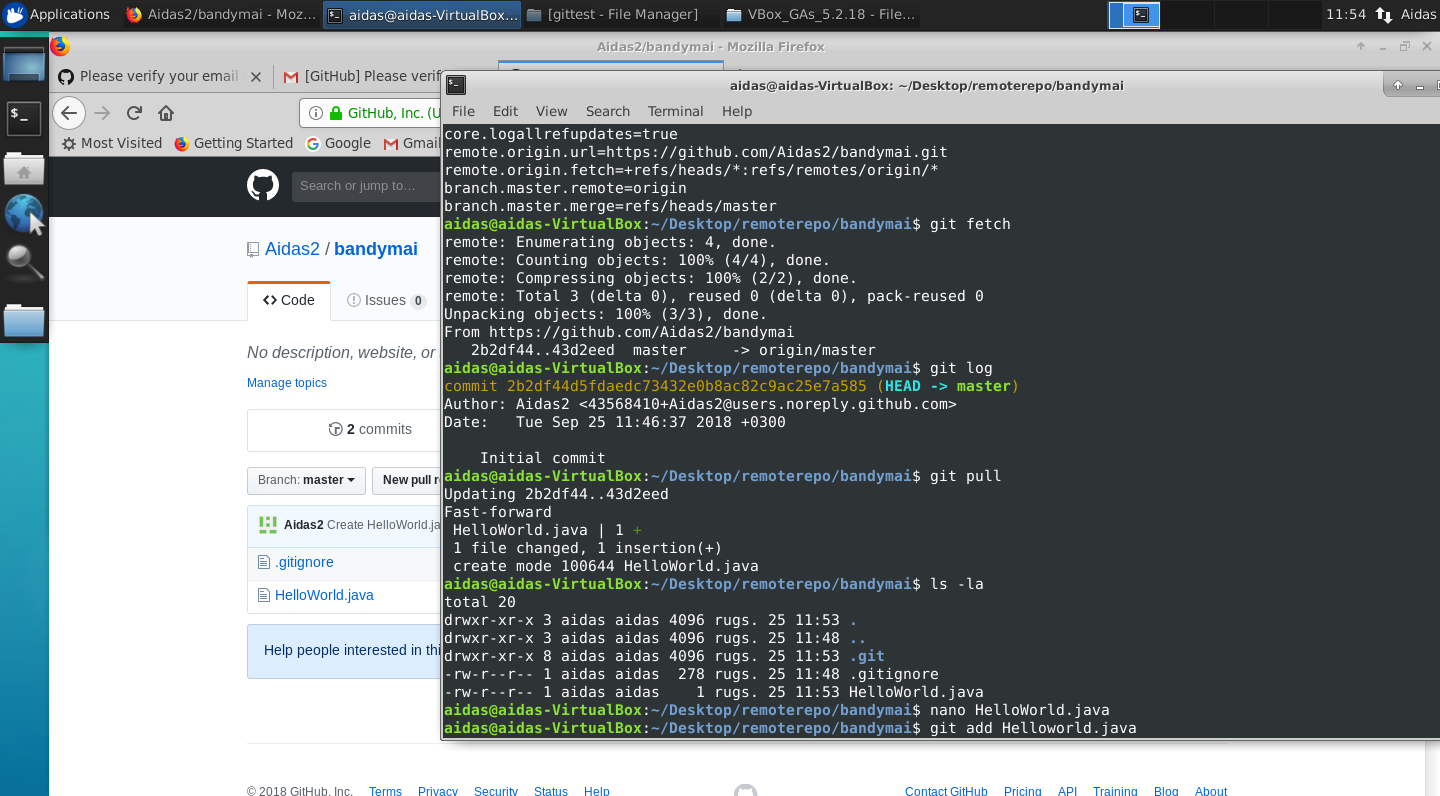 Applications Aidas2/bandymai - Moz... aidas@aidas-VirtualBox... [gittest - File Manager] VBox_GAs_5.2.18 - File... 11:54 Aidas
Aidas2/bandymai - Mozilla Firefox
Please verify your email [GitHub] Please verif
aidas@aidas-VirtualBox: ~/Desktop/remoterepo/bandymai
GitHub, Inc. (U
File Edit View Search Terminal Help
Most Visited Getting Started Google Gmai
Search or jump to...
Aidas2 / bandymai
Code Issues 0
No description, website, or
Manage topics
2 commits
Branch: master New pull re
Aidas2 Create HelloWorld.ja
.gitignore
HelloWorld.java
Help people interested in thi
core.logallrefupdates=true
remote.origin.url=https://github.com/Aidas2/bandymai.git
remote.origin.fetch=+refs/heads/*:refs/remotes/origin/*
branch.master.remote=origin
branch.master.merge=refs/heads/master
aidas@aidas-VirtualBox:~/Desktop/remoterepo/bandymai$ git fetch
remote: Enumerating objects: 4, done.
remote: Counting objects: 100% (4/4), done.
remote: Compressing objects: 100% (2/2), done.
remote: Total 3 (delta 0), reused 0 (delta 0), pack-reused 0
Unpacking objects: 100% (3/3), done.
From https://github.com/Aidas2/bandymai
   2b2df44..43d2eed  master     -> origin/master
aidas@aidas-VirtualBox:~/Desktop/remoterepo/bandymai$ git log
commit 2b2df44d5fdaedc73432e0b8ac82c9ac25e7a585 (HEAD -> master)
Author: Aidas2 <43568410+Aidas2@users.noreply.github.com>
Date:   Tue Sep 25 11:46:37 2018 +0300
    Initial commit
aidas@aidas-VirtualBox:~/Desktop/remoterepo/bandymai$ git pull
Updating 2b2df44..43d2eed
Fast-forward
 HelloWorld.java | 1 +
 1 file changed, 1 insertion(+)
 create mode 100644 HelloWorld.java
aidas@aidas-VirtualBox:~/Desktop/remoterepo/bandymai$ ls -la
total 20
drwxr-xr-x 3 aidas aidas 4096 rugs. 25 11:53 .
drwxr-xr-x 3 aidas aidas 4096 rugs. 25 11:48 ..
drwxr-xr-x 8 aidas aidas 4096 rugs. 25 11:53 .git
-rw-r--r-- 1 aidas aidas  278 rugs. 25 11:48 .gitignore
-rw-r--r-- 1 aidas aidas    1 rugs. 25 11:53 HelloWorld.java
aidas@aidas-VirtualBox:~/Desktop/remoterepo/bandymai$ nano HelloWorld.java
aidas@aidas-VirtualBox:~/Desktop/remoterepo/bandymai$ git add Helloworld.java
© 2018 GitHub, Inc. Terms Privacy Security Status Help Contact GitHub Pricing API Training Blog About